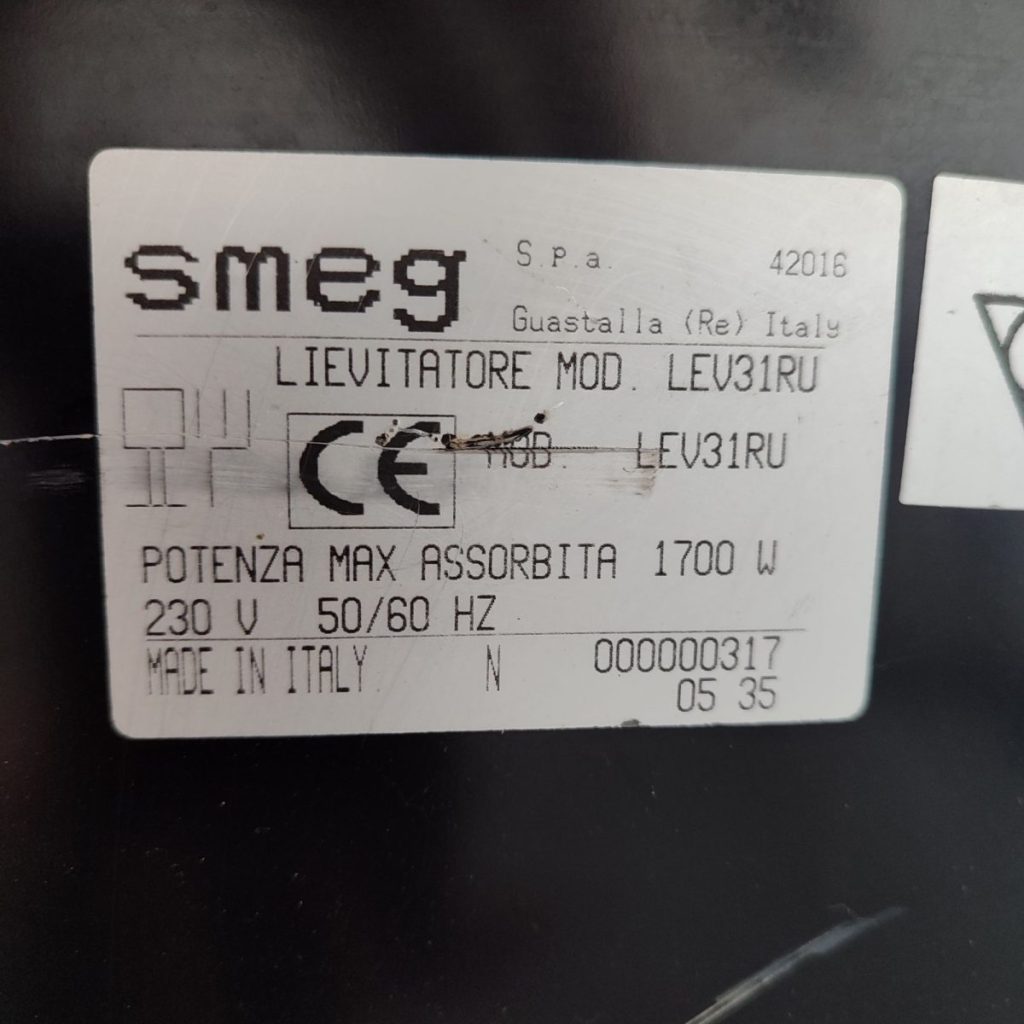 smeg S.P.a. 42016
Guastalla (Re) Italy
LIEVITATORE MOD. LEV31RU
CE MOD. LEV31RU
POTENZA MAX ASSORBITA 1700 W
230 V 50/60 HZ
MADE IN ITALY N 000000317
05 35